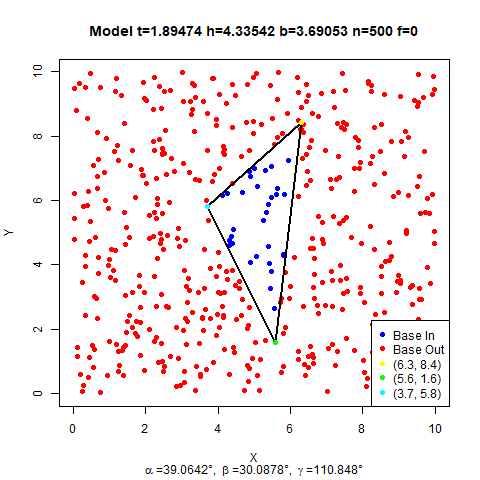 Model t=1.89474 h=4.33542 b=3.69053 n=500 f=0
10
8
6
4
2
0
Y
Base In
Base Out
(6.3, 8.4)
(5.6, 1.6)
(3.7, 5.8)
0 2 4 6 8 10
X
α=39.0642°, β=30.0878°, γ=110.848°